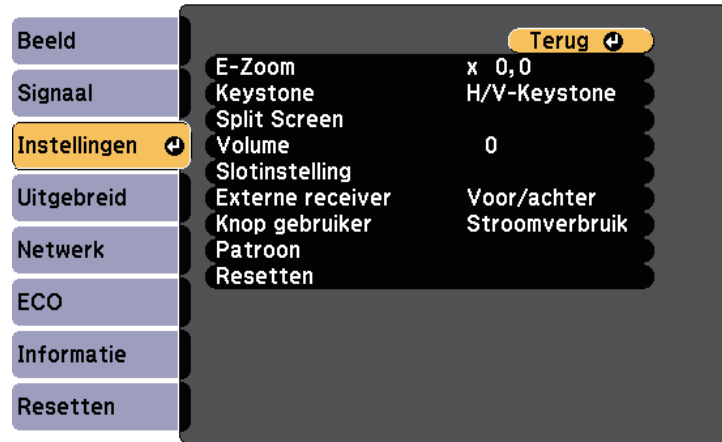 Beeld
Signaal
Instellingen
Uitgebreid
Netwerk
ECO
Informatie
Resetten
Terug
E-Zoom x 0,0
Keystone H/V-Keystone
Split Screen
Volume 0
Slotinstelling
Externe receiver Voor/achter
Knop gebruiker Stroomverbruik
Patroon
Resetten